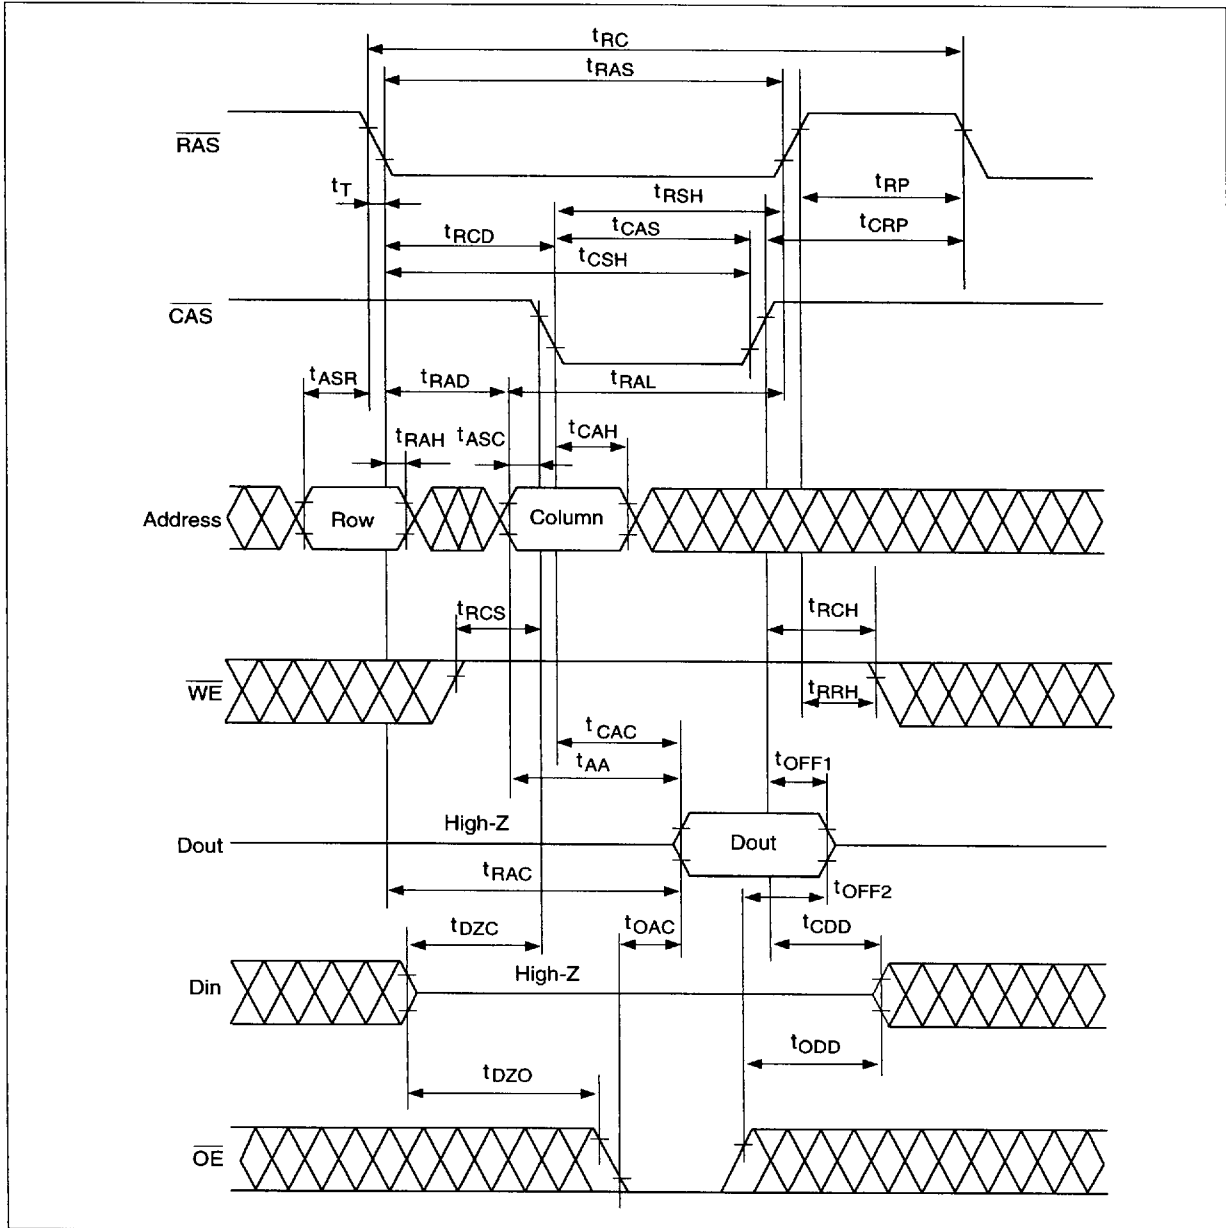 tRC
tRAS
RAS
tT
tRSH
tRP
tRCD
tCAS
tCRP
tCSH
CAS
tASR
tRAD
tRAL
tRAH
tASC
tCAH
Address
Row
Column
tRCS
tRCH
WE
tRRH
tCAC
tAA
tOFF1
High-Z
Dout
Dout
tRAC
tOFF2
tDZC
tOAC
tCDD
Din
High-Z
tODD
tDZO
OE